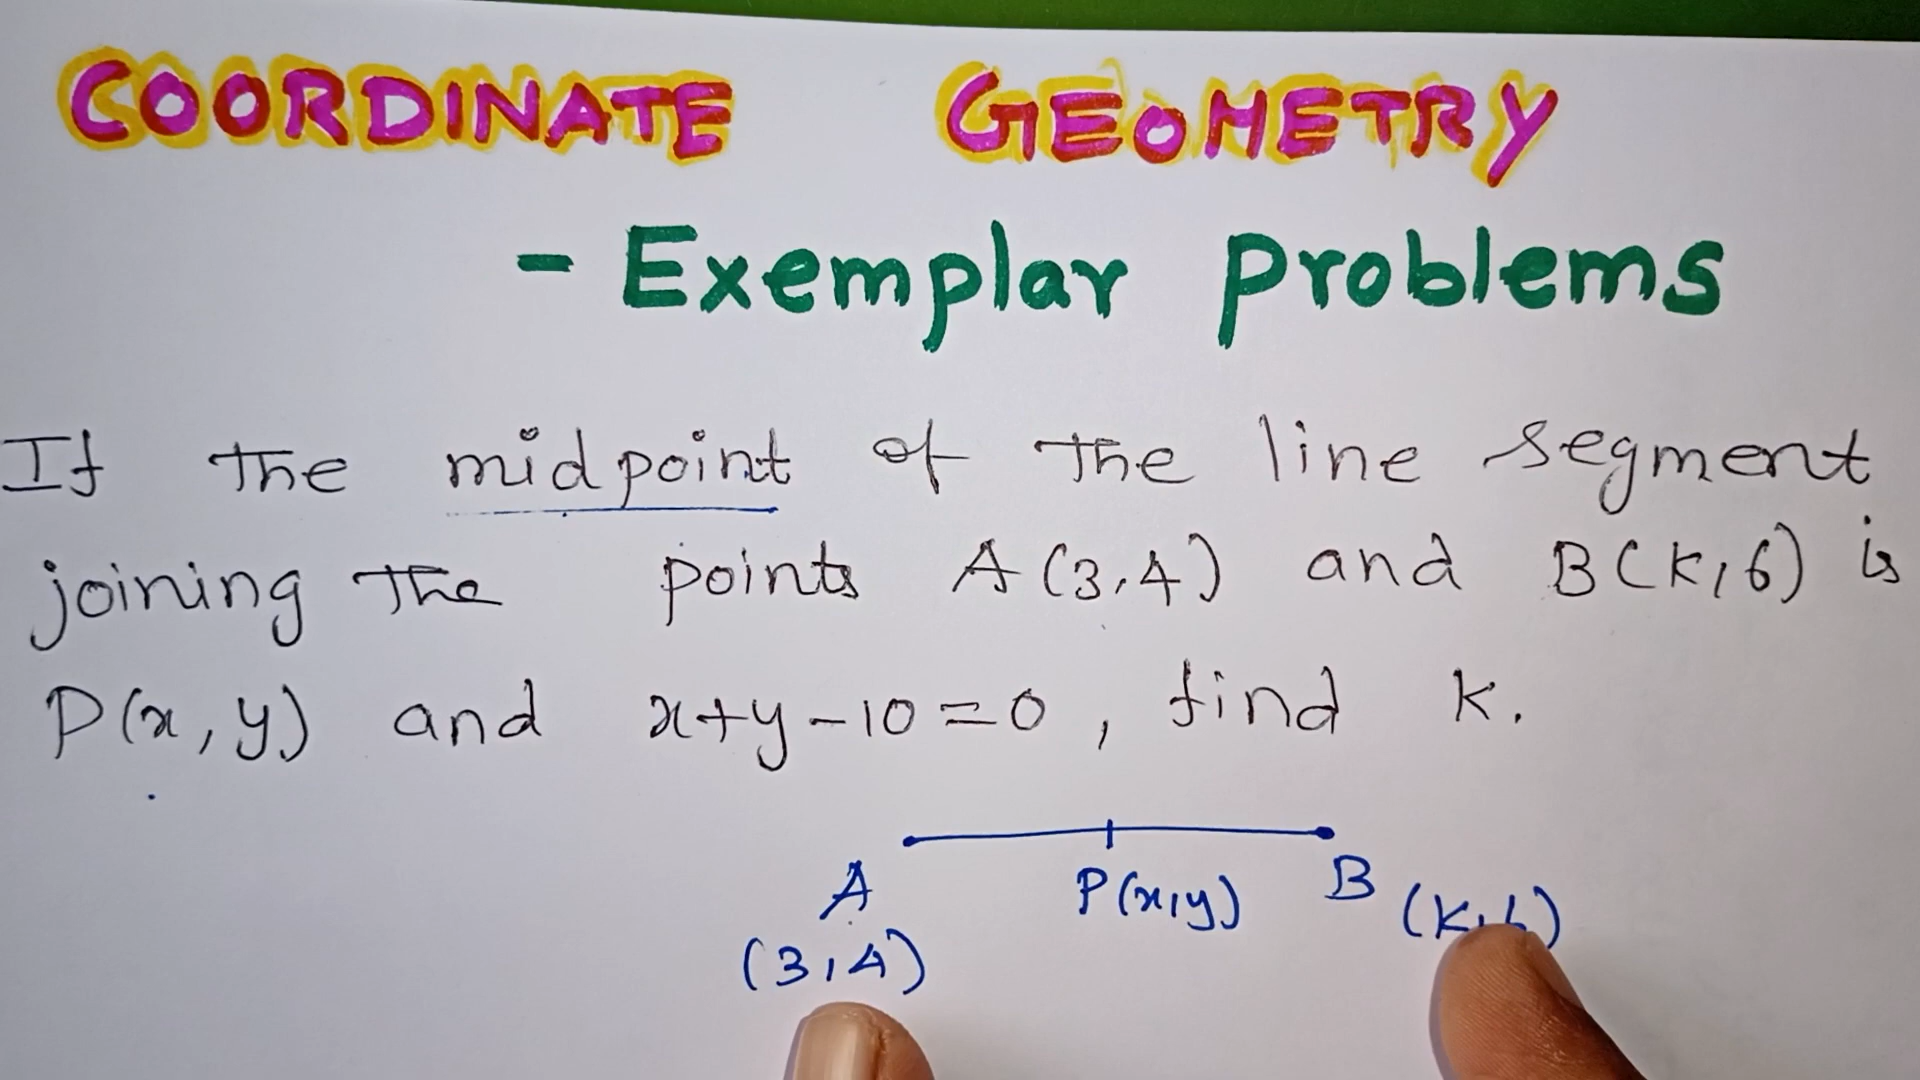 COORDINATE GEOMETRY
- Exemplar Problems
If the midpoint of the line segment
joining the points A(3,4) and B(k,6) is
P(x,y) and x+y-10=0, find k.
A P(x,y) B (k,6)
(3,4)